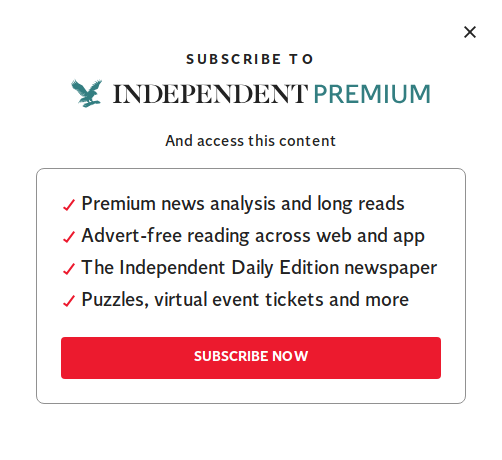 SUBSCRIBE TO
INDEPENDENT PREMIUM
And access this content
Premium news analysis and long reads
Advert-free reading across web and app
The Independent Daily Edition newspaper
Puzzles, virtual event tickets and more
SUBSCRIBE NOW